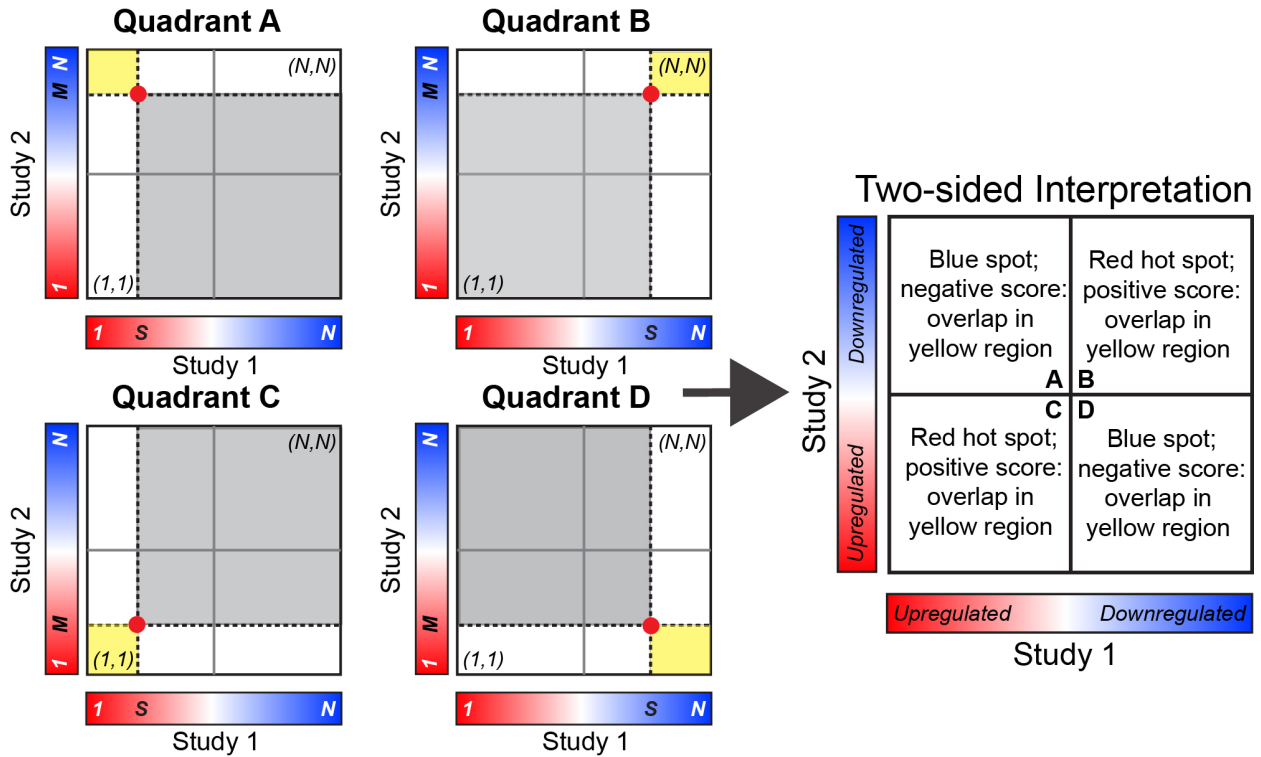 Quadrant A
(N,N)
(1,1)
N
M
1
Study 2
1
S
N
Study 1
Quadrant B
(N,N)
(1,1)
N
M
1
Study 2
1
S
N
Study 1
Quadrant C
(N,N)
(1,1)
N
M
1
Study 2
1
S
N
Study 1
Quadrant D
(N,N)
(1,1)
N
M
1
Study 2
1
S
N
Study 1
Two-sided Interpretation
Study 2
Downregulated
Upregulated
Blue spot;
negative score:
overlap in
yellow region
A
Red hot spot;
positive score:
overlap in
yellow region
B
C
Red hot spot;
positive score:
overlap in
yellow region
D
Blue spot;
negative score:
overlap in
yellow region
Upregulated
Downregulated
Study 1